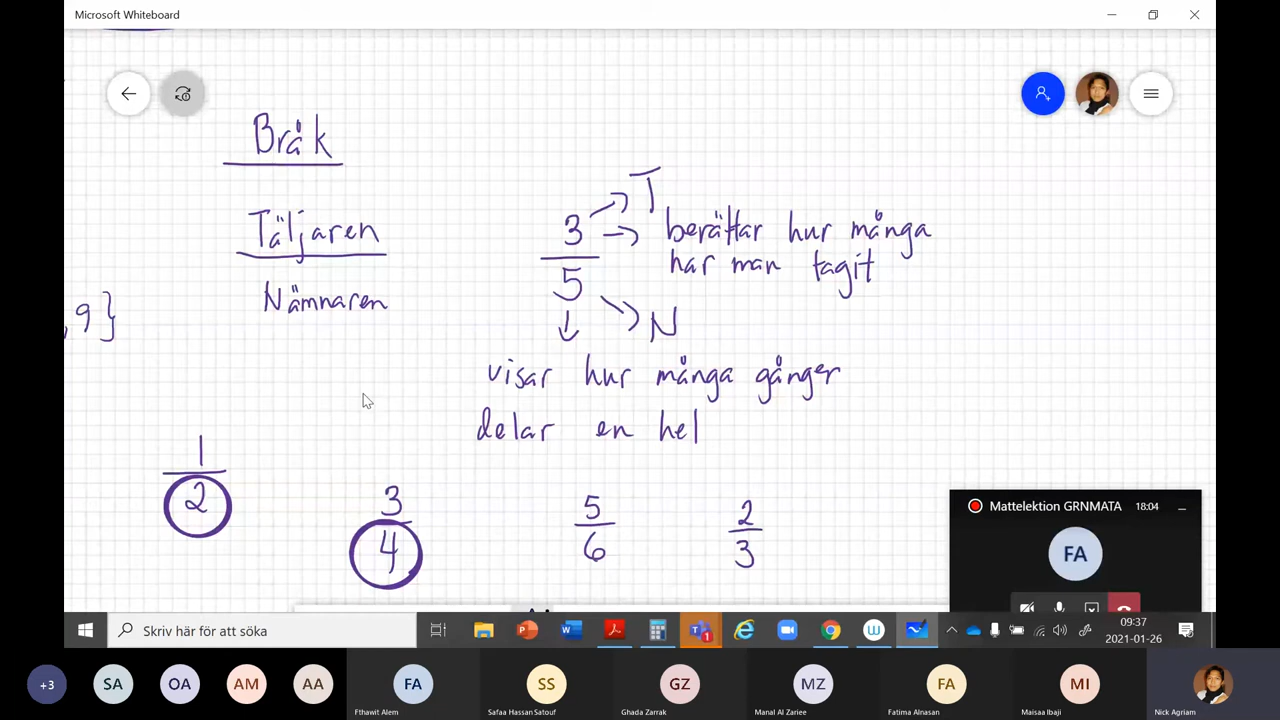 Microsoft Whiteboard
Bråk
Täljaren
Nämnaren
, 9 }
T
3
5
berättar hur många
har man tagit
N
visar hur många gånger
delar en hel
1
2
3
4
5
6
2
3
Mattelektion GRNMATA 18:04
FA
Skriv här för att söka
09:37
2021-01-26
+3 SA OA AM AA FA SS GZ MZ FA MI
Fthawit Alem Safaa Hassan Satouf Ghada Zarrak Manal Al Zariee Fatima Alnasan Maisaa Ibaji Nick Agriam